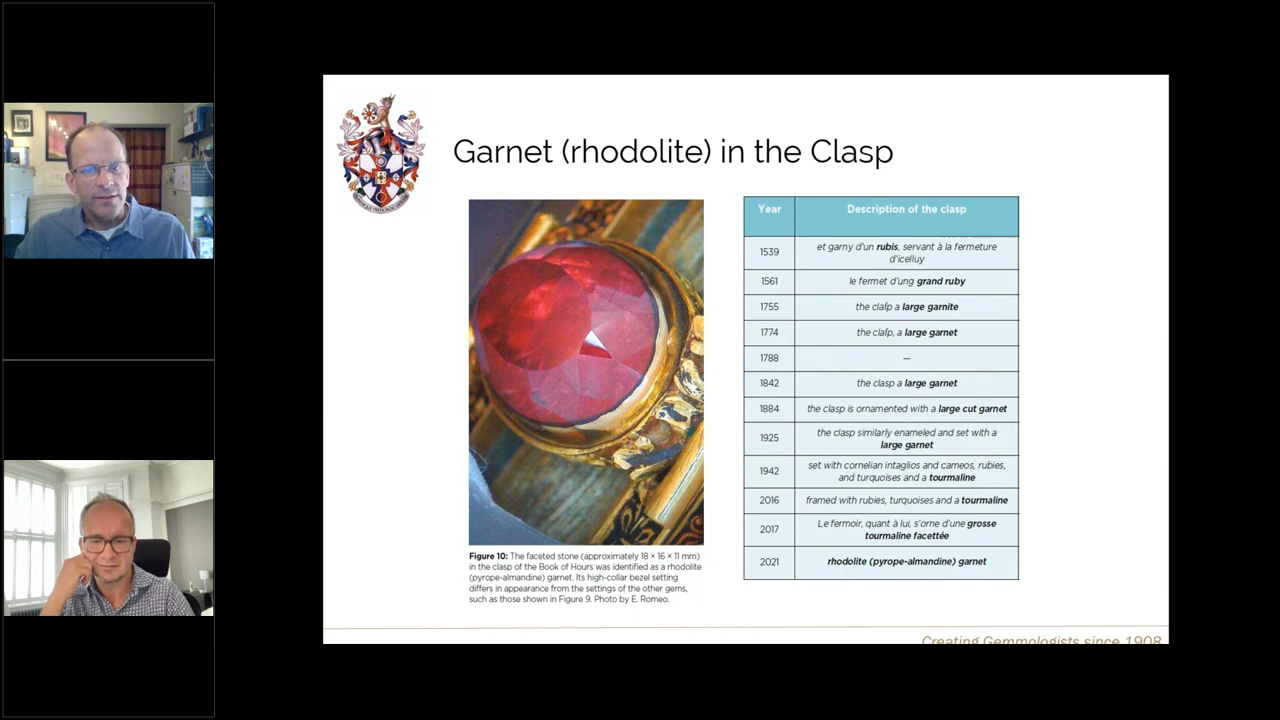 Garnet (rhodolite) in the Clasp
Figure 10: The faceted stone (approximately 18 × 16 × 11 mm)
in the clasp of the Book of Hours was identified as a rhodolite
(pyrope-almandine) garnet. Its high-collar bezel setting
differs in appearance from the settings of the other gems,
such as those shown in Figure 9. Photo by E. Romeo.
Year Description of the clasp
1539 et garny d'un rubis, servant à la fermeture
d'icelluy
1561 le fermet d'ung grand ruby
1755 the claſp a large garnite
1774 the claſp, a large garnet
1788 —
1842 the clasp a large garnet
1884 the clasp is ornamented with a large cut garnet
1925 the clasp similarly enameled and set with a
large garnet
1942 set with cornelian intaglios and cameos, rubies,
and turquoises and a tourmaline
2016 framed with rubies, turquoises and a tourmaline
2017 Le fermoir, quant à lui, s'orne d'une grosse
tourmaline facettée
2021 rhodolite (pyrope-almandine) garnet
Creating Gemmologists since 1908